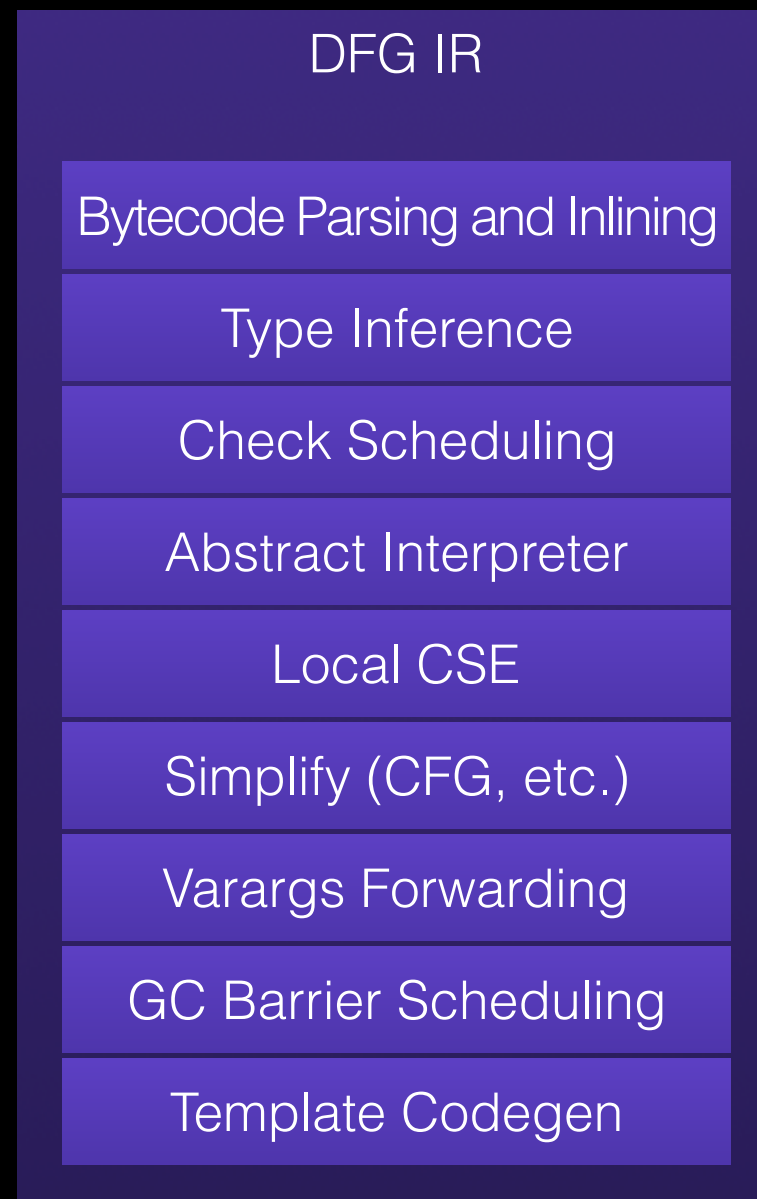 DFG IR
Bytecode Parsing and Inlining
Type Inference
Check Scheduling
Abstract Interpreter
Local CSE
Simplify (CFG, etc.)
Varargs Forwarding
GC Barrier Scheduling
Template Codegen